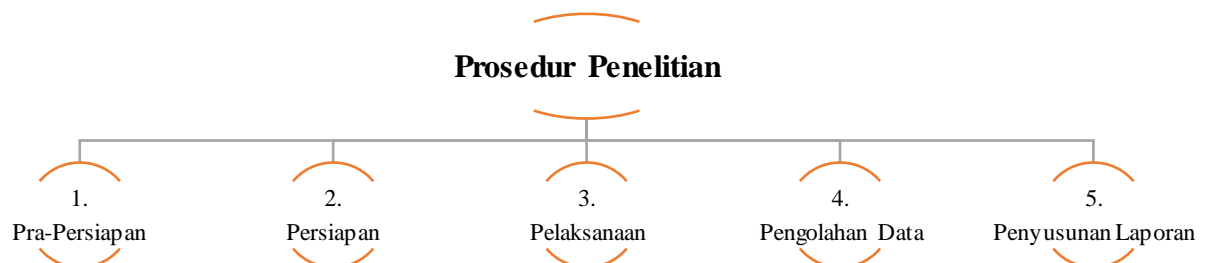 Prosedur Penelitian
1.
Pra-Persiapan
2.
Persiapan
3.
Pelaksanaan
4.
Pengolahan Data
5.
Penyusunan Laporan